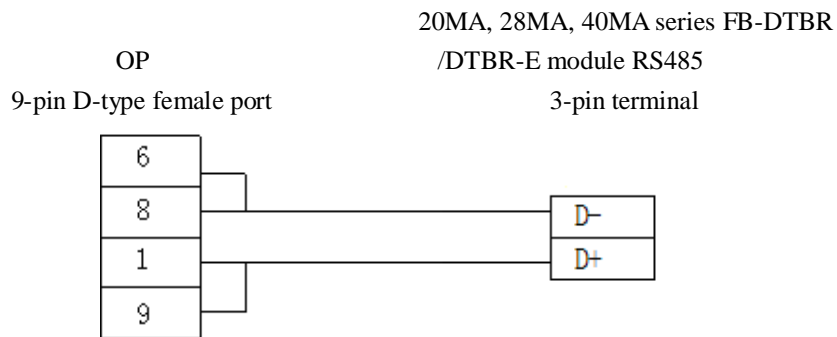 20MA, 28MA, 40MA series FB-DTBR
OP
/DTBR-E module RS485
9-pin D-type female port
3-pin terminal
6
8
D-
1
D+
9